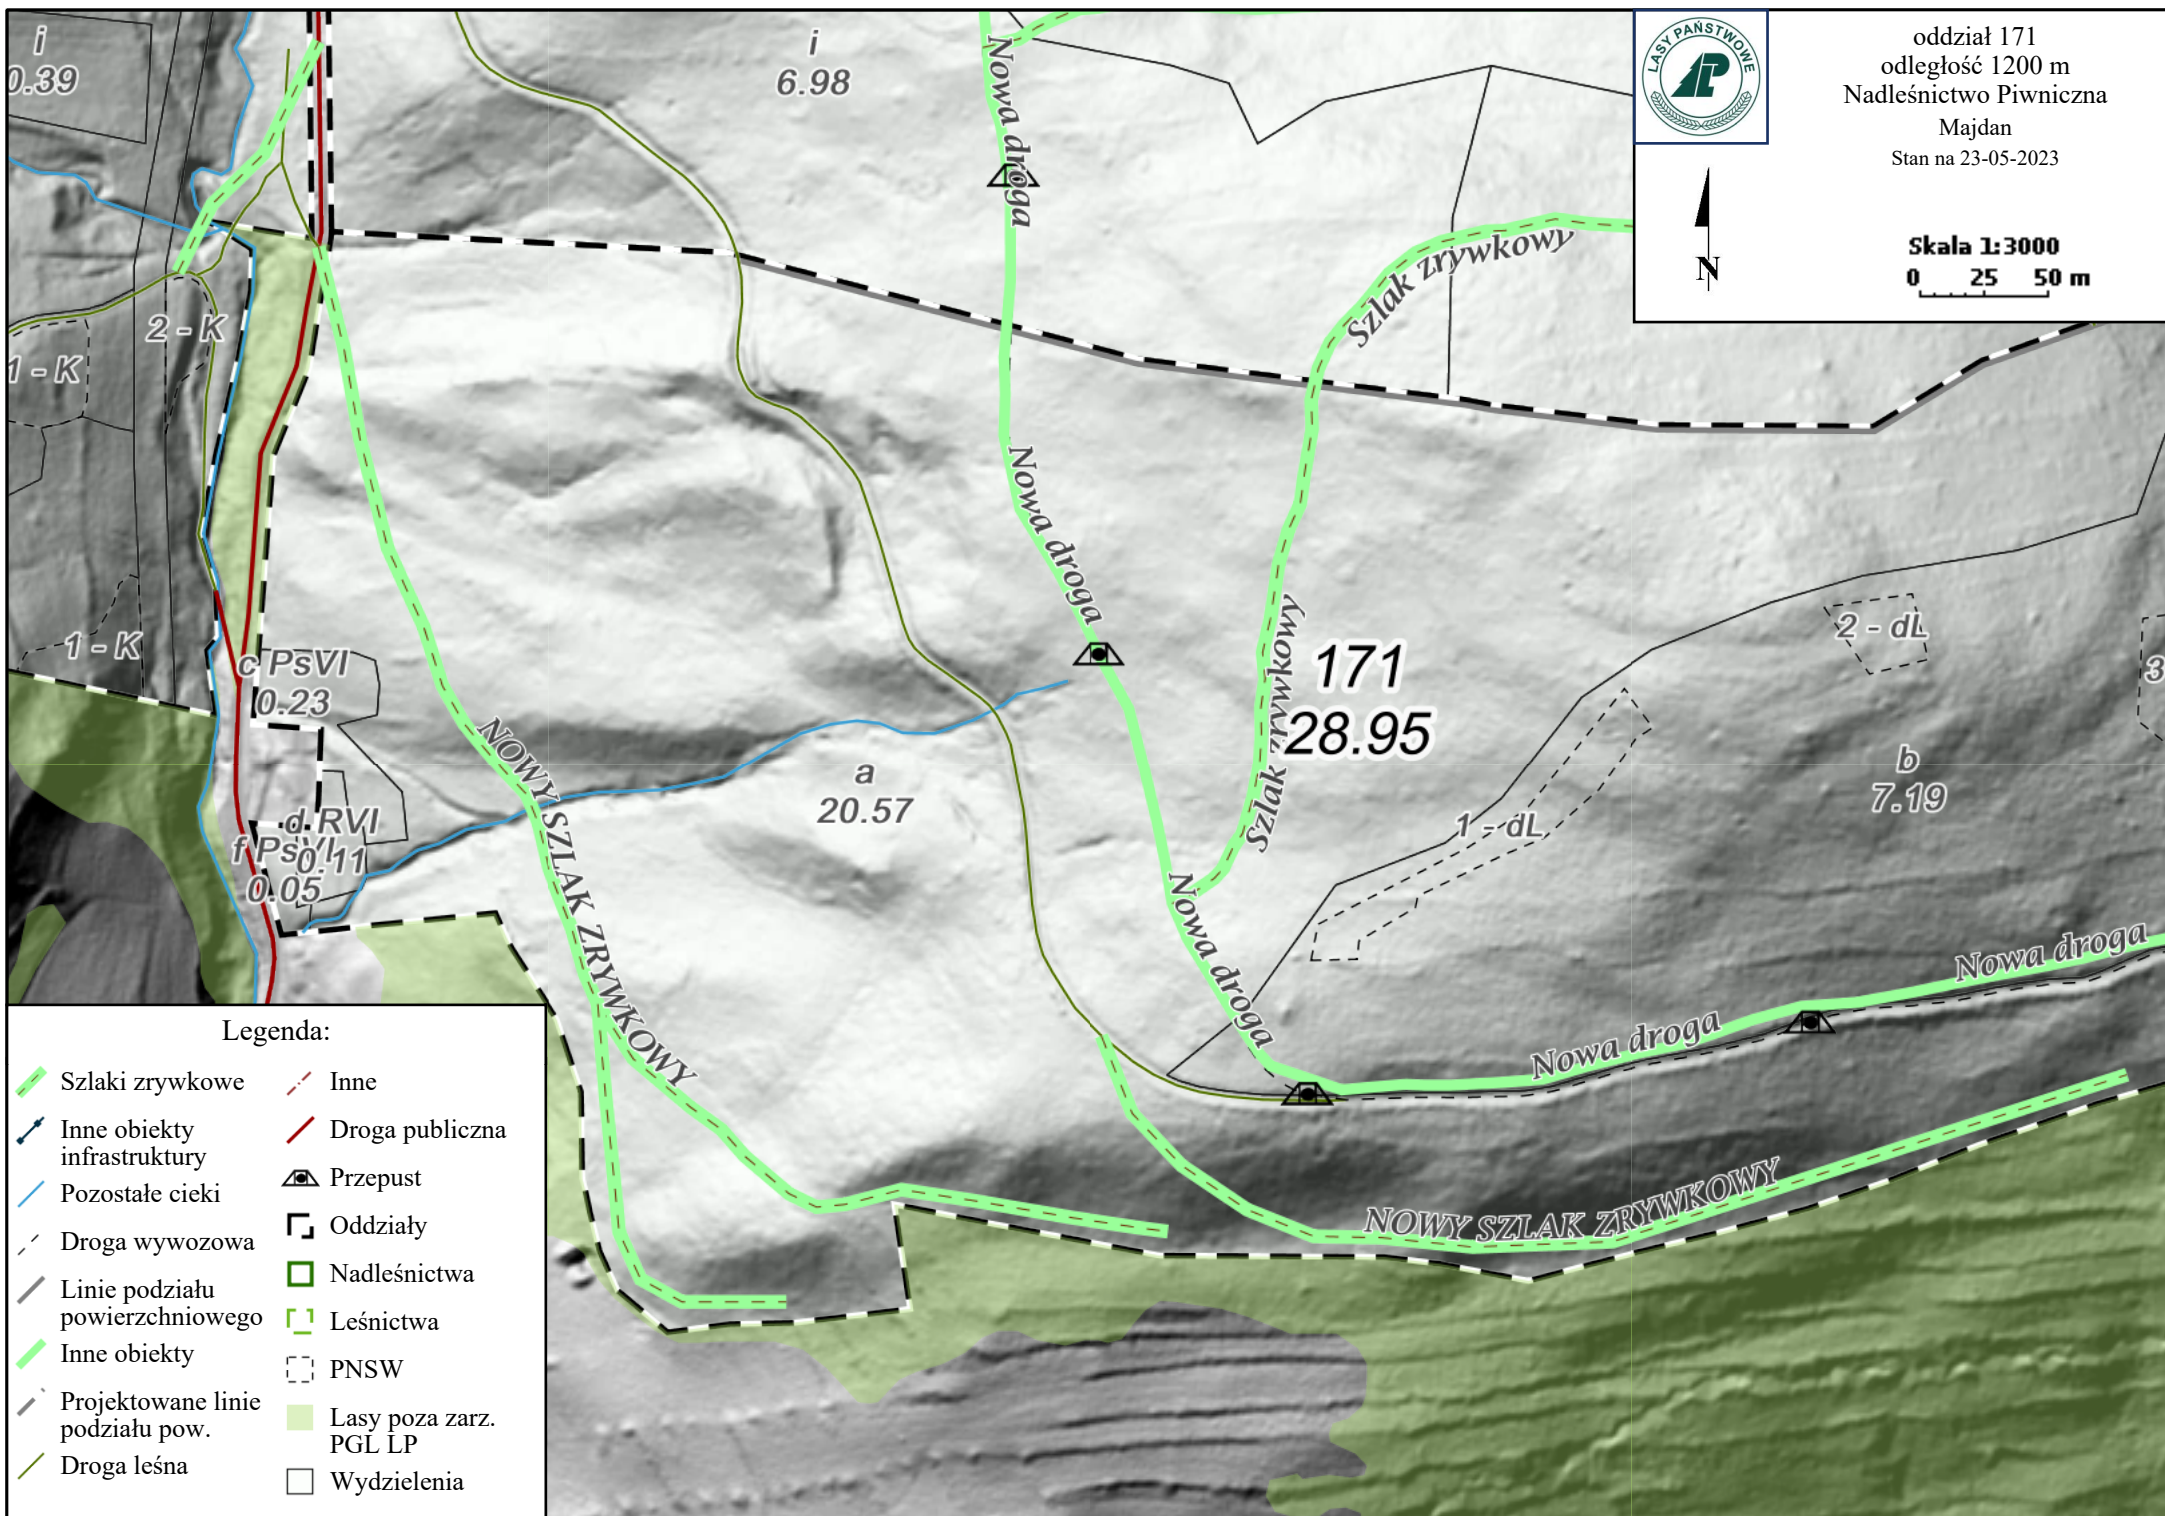 LASY PAŃSTWOWE
LP
oddział 171
odległość 1200 m
Nadleśnictwo Piwniczna
Majdan
Stan na 23-05-2023
N
Skala 1:3000
0 25 50 m
i
0.39
i
6.98
Nowa droga
Szlak zrywkowy
2 - K
1 - K
Nowa droga
1 - K
c PsVI
0.23
Szlak zrywkowy
171
28.95
2 - dL
3
NOWY SZLAK ZRYWKOWY
a
20.57
b
7.19
1 - dL
d RVI
0.11
f PsVI
0.05
Nowa droga
Nowa droga
Nowa droga
NOWY SZLAK ZRYWKOWY
Legenda:
Szlaki zrywkowe
Inne obiekty
infrastruktury
Pozostałe cieki
Droga wywozowa
Linie podziału
powierzchniowego
Inne obiekty
Projektowane linie
podziału pow.
Droga leśna
Inne
Droga publiczna
Przepust
Oddziały
Nadleśnictwa
Leśnictwa
PNSW
Lasy poza zarz.
PGL LP
Wydzielenia